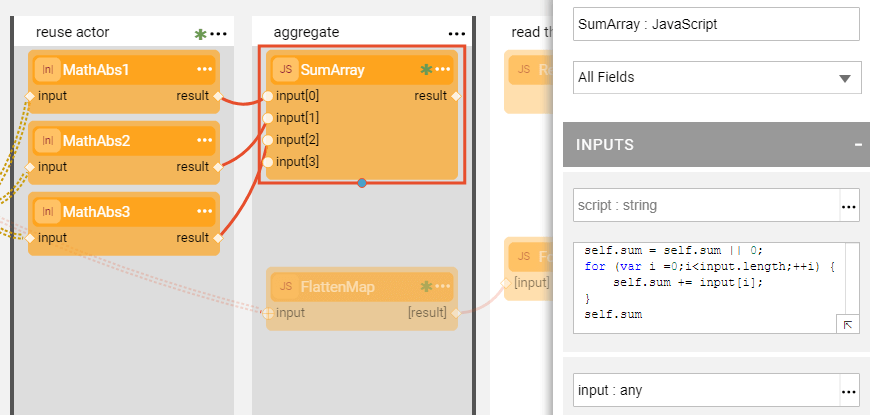 reuse actor
|n| MathAbs1
input result
|n| MathAbs2
input result
|n| MathAbs3
input result
aggregate
JS SumArray
input[0] result
input[1]
input[2]
input[3]
JS FlattenMap
input [result]
read th
JS
JS
[input]
SumArray : JavaScript
All Fields
INPUTS
script : string
self.sum = self.sum || 0;
for (var i =0;i<input.length;++i) {
self.sum += input[i];
}
self.sum
input : any